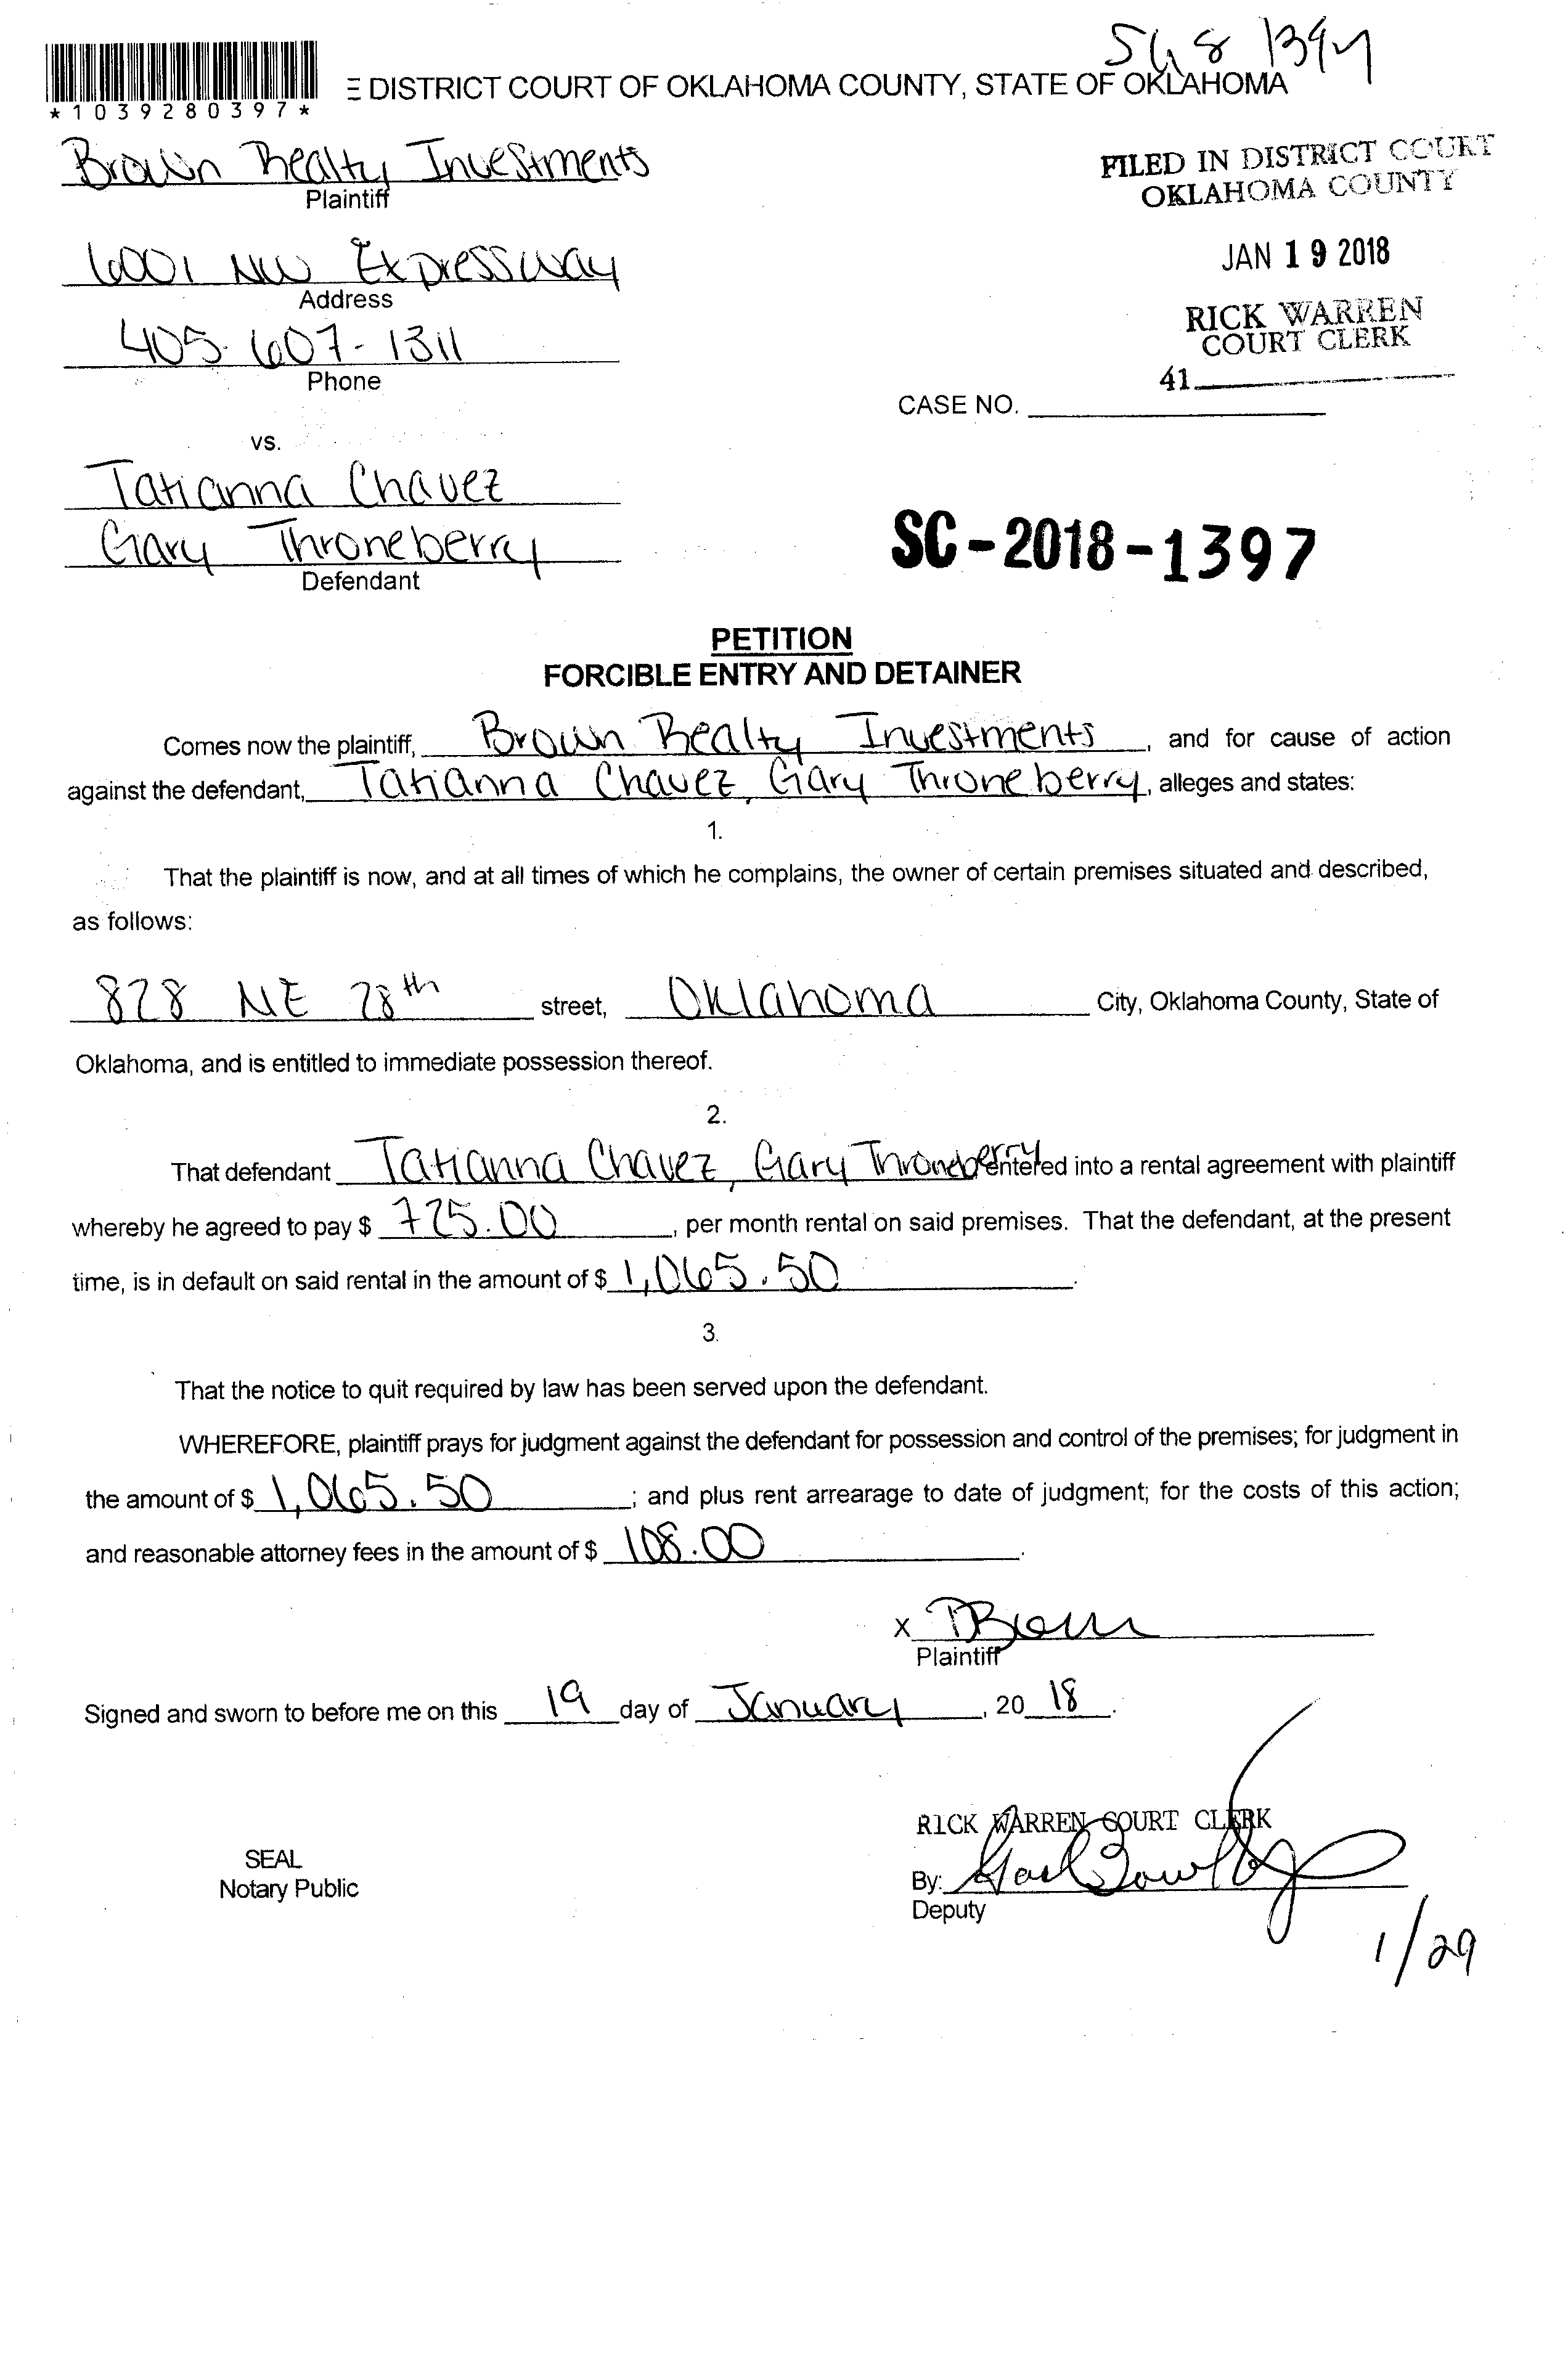 568 1394
*1039280397*
E DISTRICT COURT OF OKLAHOMA COUNTY, STATE OF OKLAHOMA
Brown Realty Investments
Plaintiff
FILED IN DISTRICT COURT
OKLAHOMA COUNTY
6001 NW Expressway
Address
JAN 19 2018
405-607-1311
Phone
RICK WARREN
COURT CLERK
41
CASE NO.
vs.
Tatianna Chavez
Gary Throneberry
Defendant
SC-2018-1397
PETITION
FORCIBLE ENTRY AND DETAINER
Comes now the plaintiff, Brown Realty Investments, and for cause of action
against the defendant, Tatianna Chavez, Gary Throneberry, alleges and states:
1.
That the plaintiff is now, and at all times of which he complains, the owner of certain premises situated and described,
as follows:
828 NE 28th street, Oklahoma City, Oklahoma County, State of
Oklahoma, and is entitled to immediate possession thereof.
2.
That defendant Tatianna Chavez, Gary Throneberry entered into a rental agreement with plaintiff
whereby he agreed to pay $ 725.00, per month rental on said premises. That the defendant, at the present
time, is in default on said rental in the amount of $ 1,065.50.
3.
That the notice to quit required by law has been served upon the defendant.
WHEREFORE, plaintiff prays for judgment against the defendant for possession and control of the premises; for judgment in
the amount of $ 1,065.50; and plus rent arrearage to date of judgment; for the costs of this action;
and reasonable attorney fees in the amount of $ 108.00.
X
Plaintiff
Signed and sworn to before me on this 19 day of January, 20 18.
RICK WARREN COURT CLERK
SEAL
Notary Public
By:
Deputy
1/29